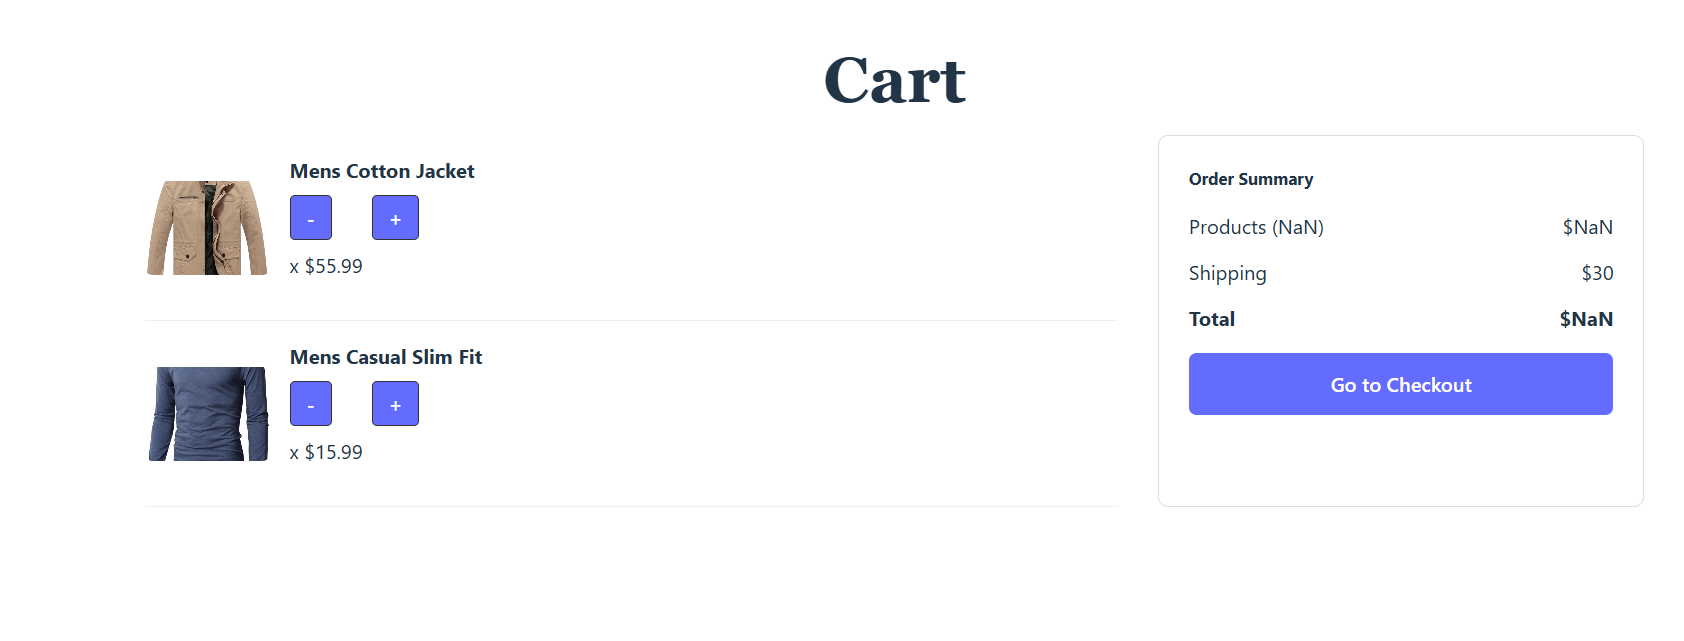 Cart
Mens Cotton Jacket
- +
x $55.99
Mens Casual Slim Fit
- +
x $15.99
Order Summary
Products (NaN) $NaN
Shipping $30
Total $NaN
Go to Checkout